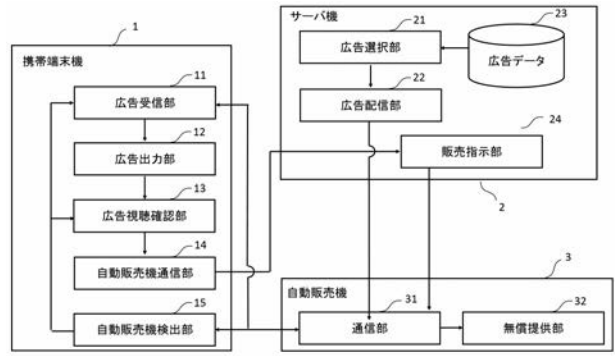 1
携帯端末機
11
広告受信部
12
広告出力部
13
広告視聴確認部
14
自動販売機通信部
15
自動販売機検出部
サーバ機
21
広告選択部
23
広告データ
22
広告配信部
24
販売指示部
2
3
自動販売機
31
通信部
32
無償提供部